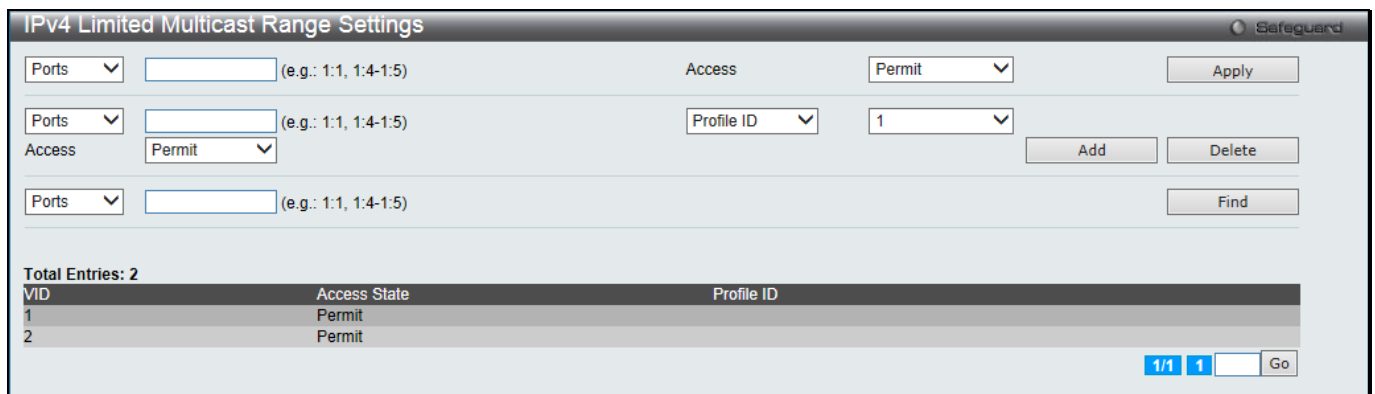 IPv4 Limited Multicast Range Settings Safeguard
Ports (e.g.: 1:1, 1:4-1:5) Access Permit Apply
Ports (e.g.: 1:1, 1:4-1:5) Profile ID 1
Access Permit Add Delete
Ports (e.g.: 1:1, 1:4-1:5) Find
Total Entries: 2
VID Access State Profile ID
1 Permit
2 Permit
1/1 1 Go